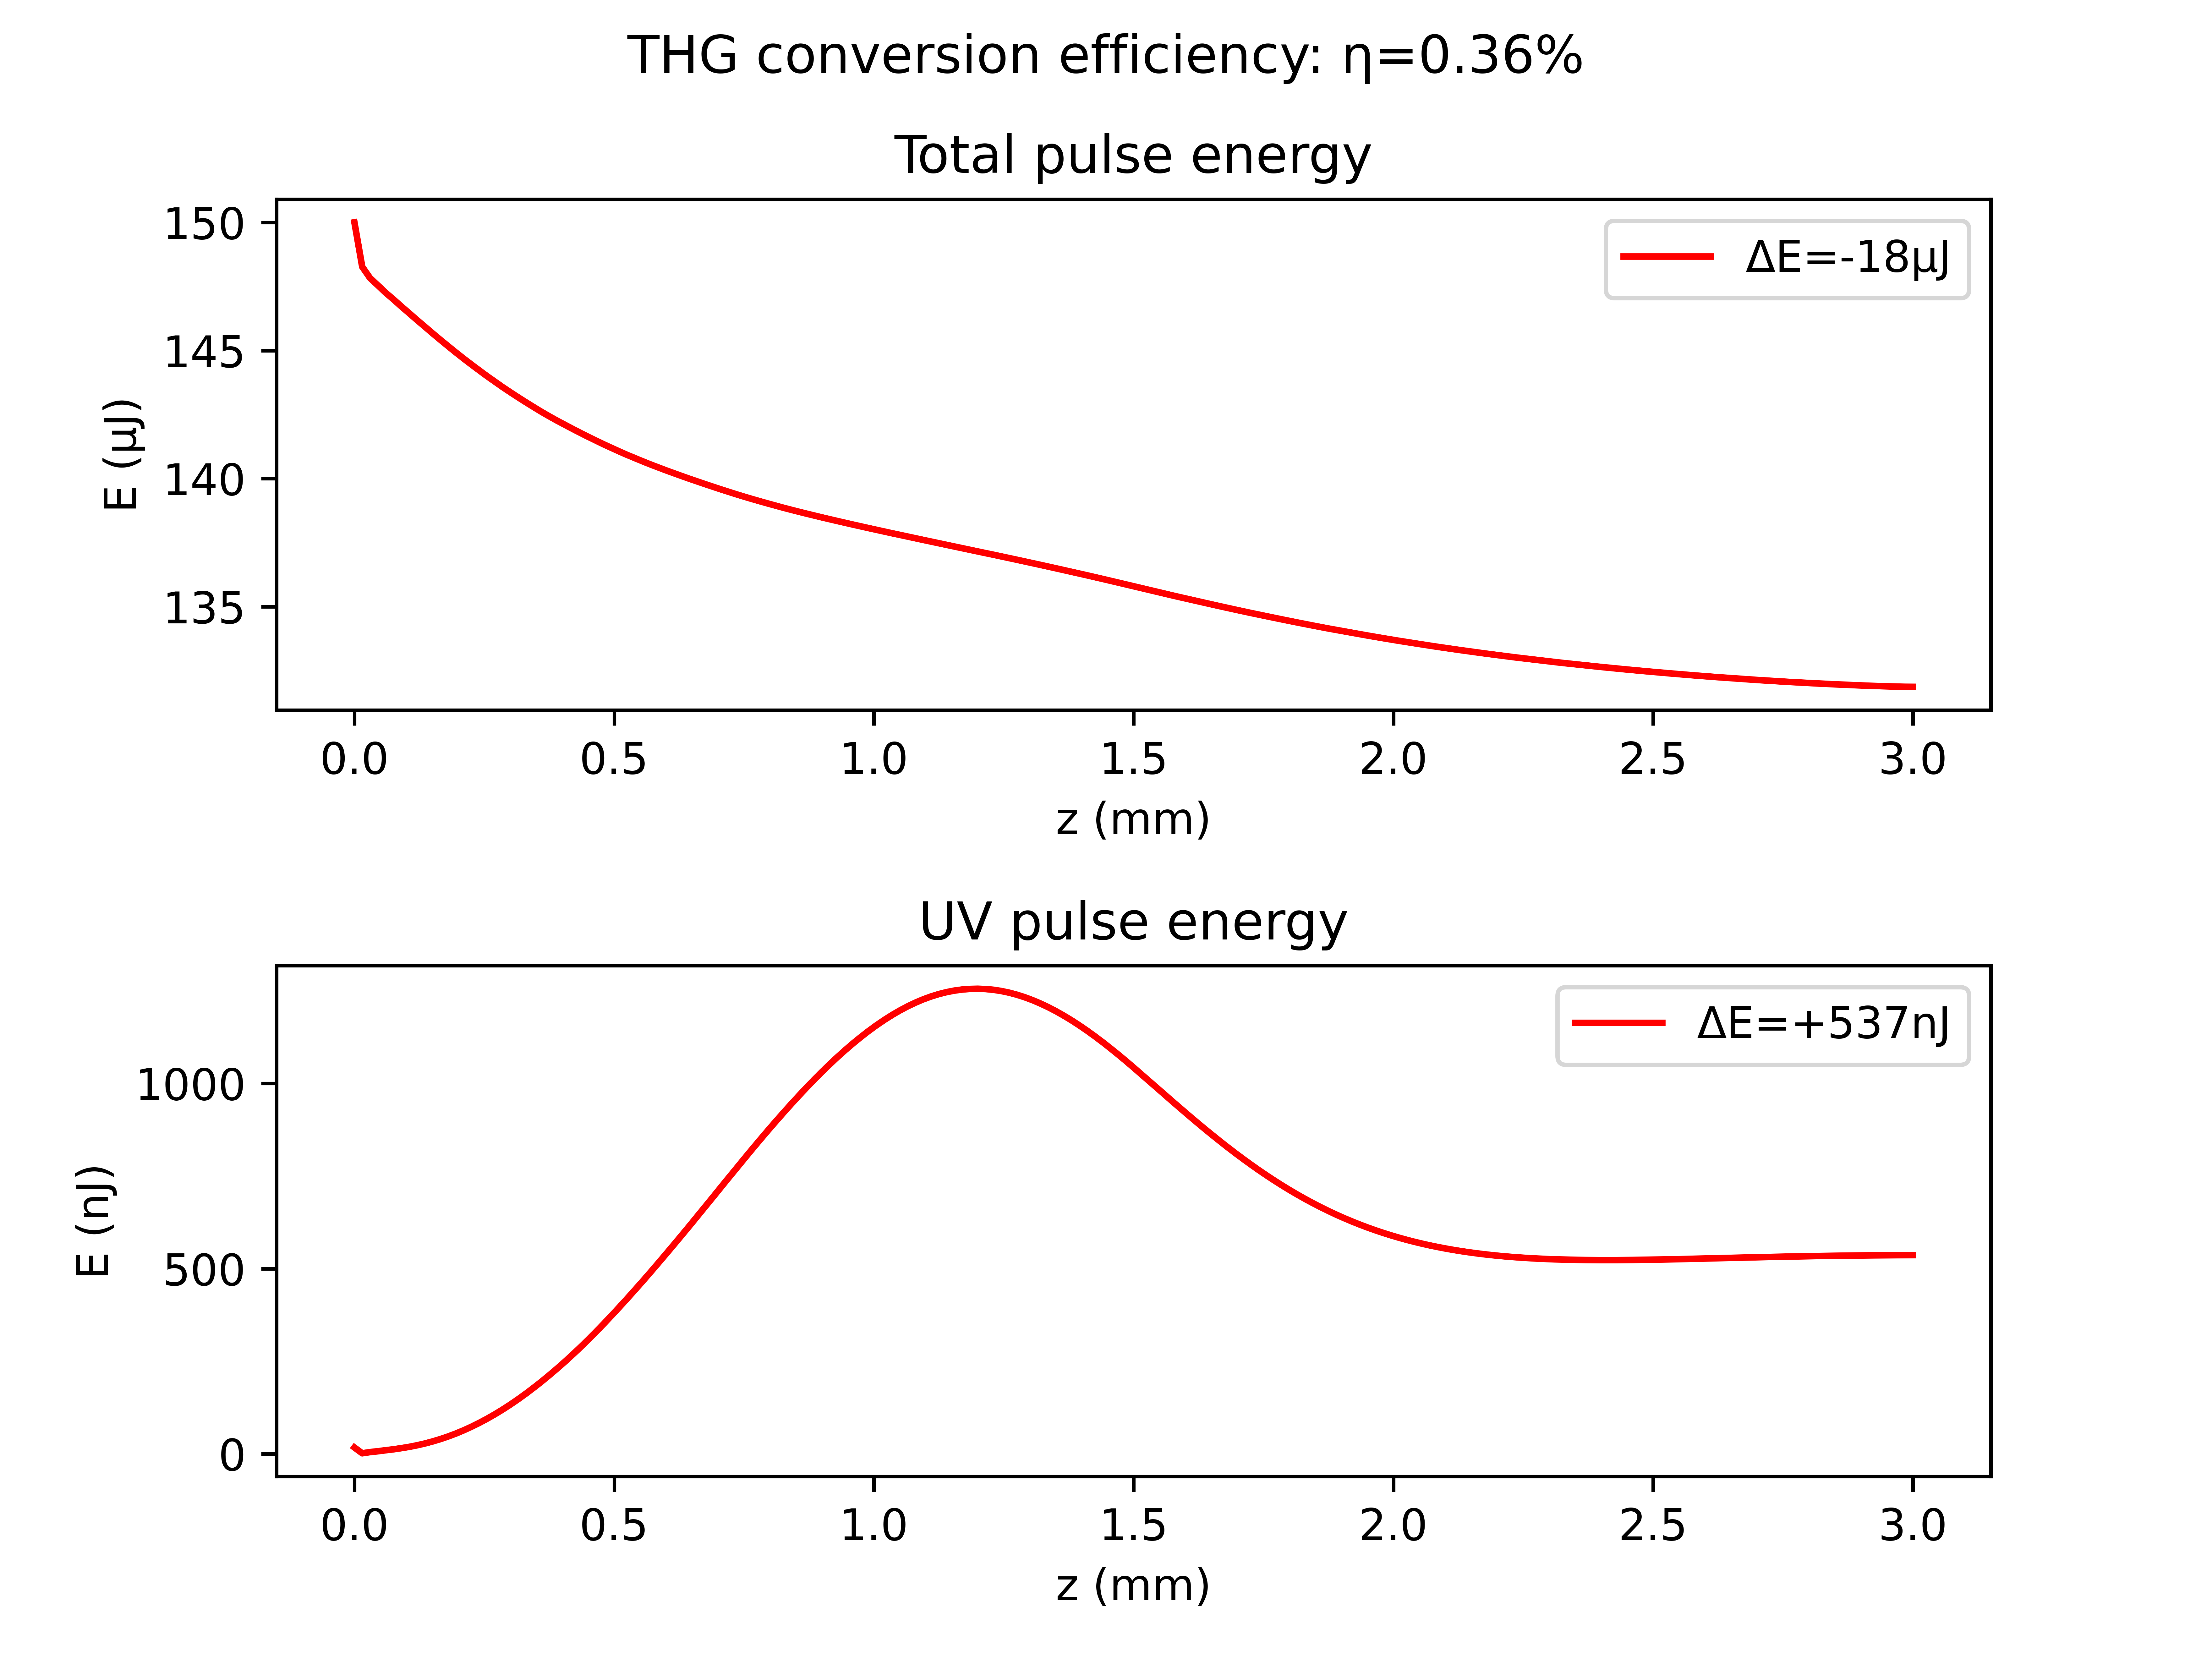 THG conversion efficiency: η=0.36%
Total pulse energy
E (μJ)
150
145
140
135
ΔE=-18μJ
0.0 0.5 1.0 1.5 2.0 2.5 3.0
z (mm)
UV pulse energy
E (nJ)
1000
500
0
ΔE=+537nJ
0.0 0.5 1.0 1.5 2.0 2.5 3.0
z (mm)